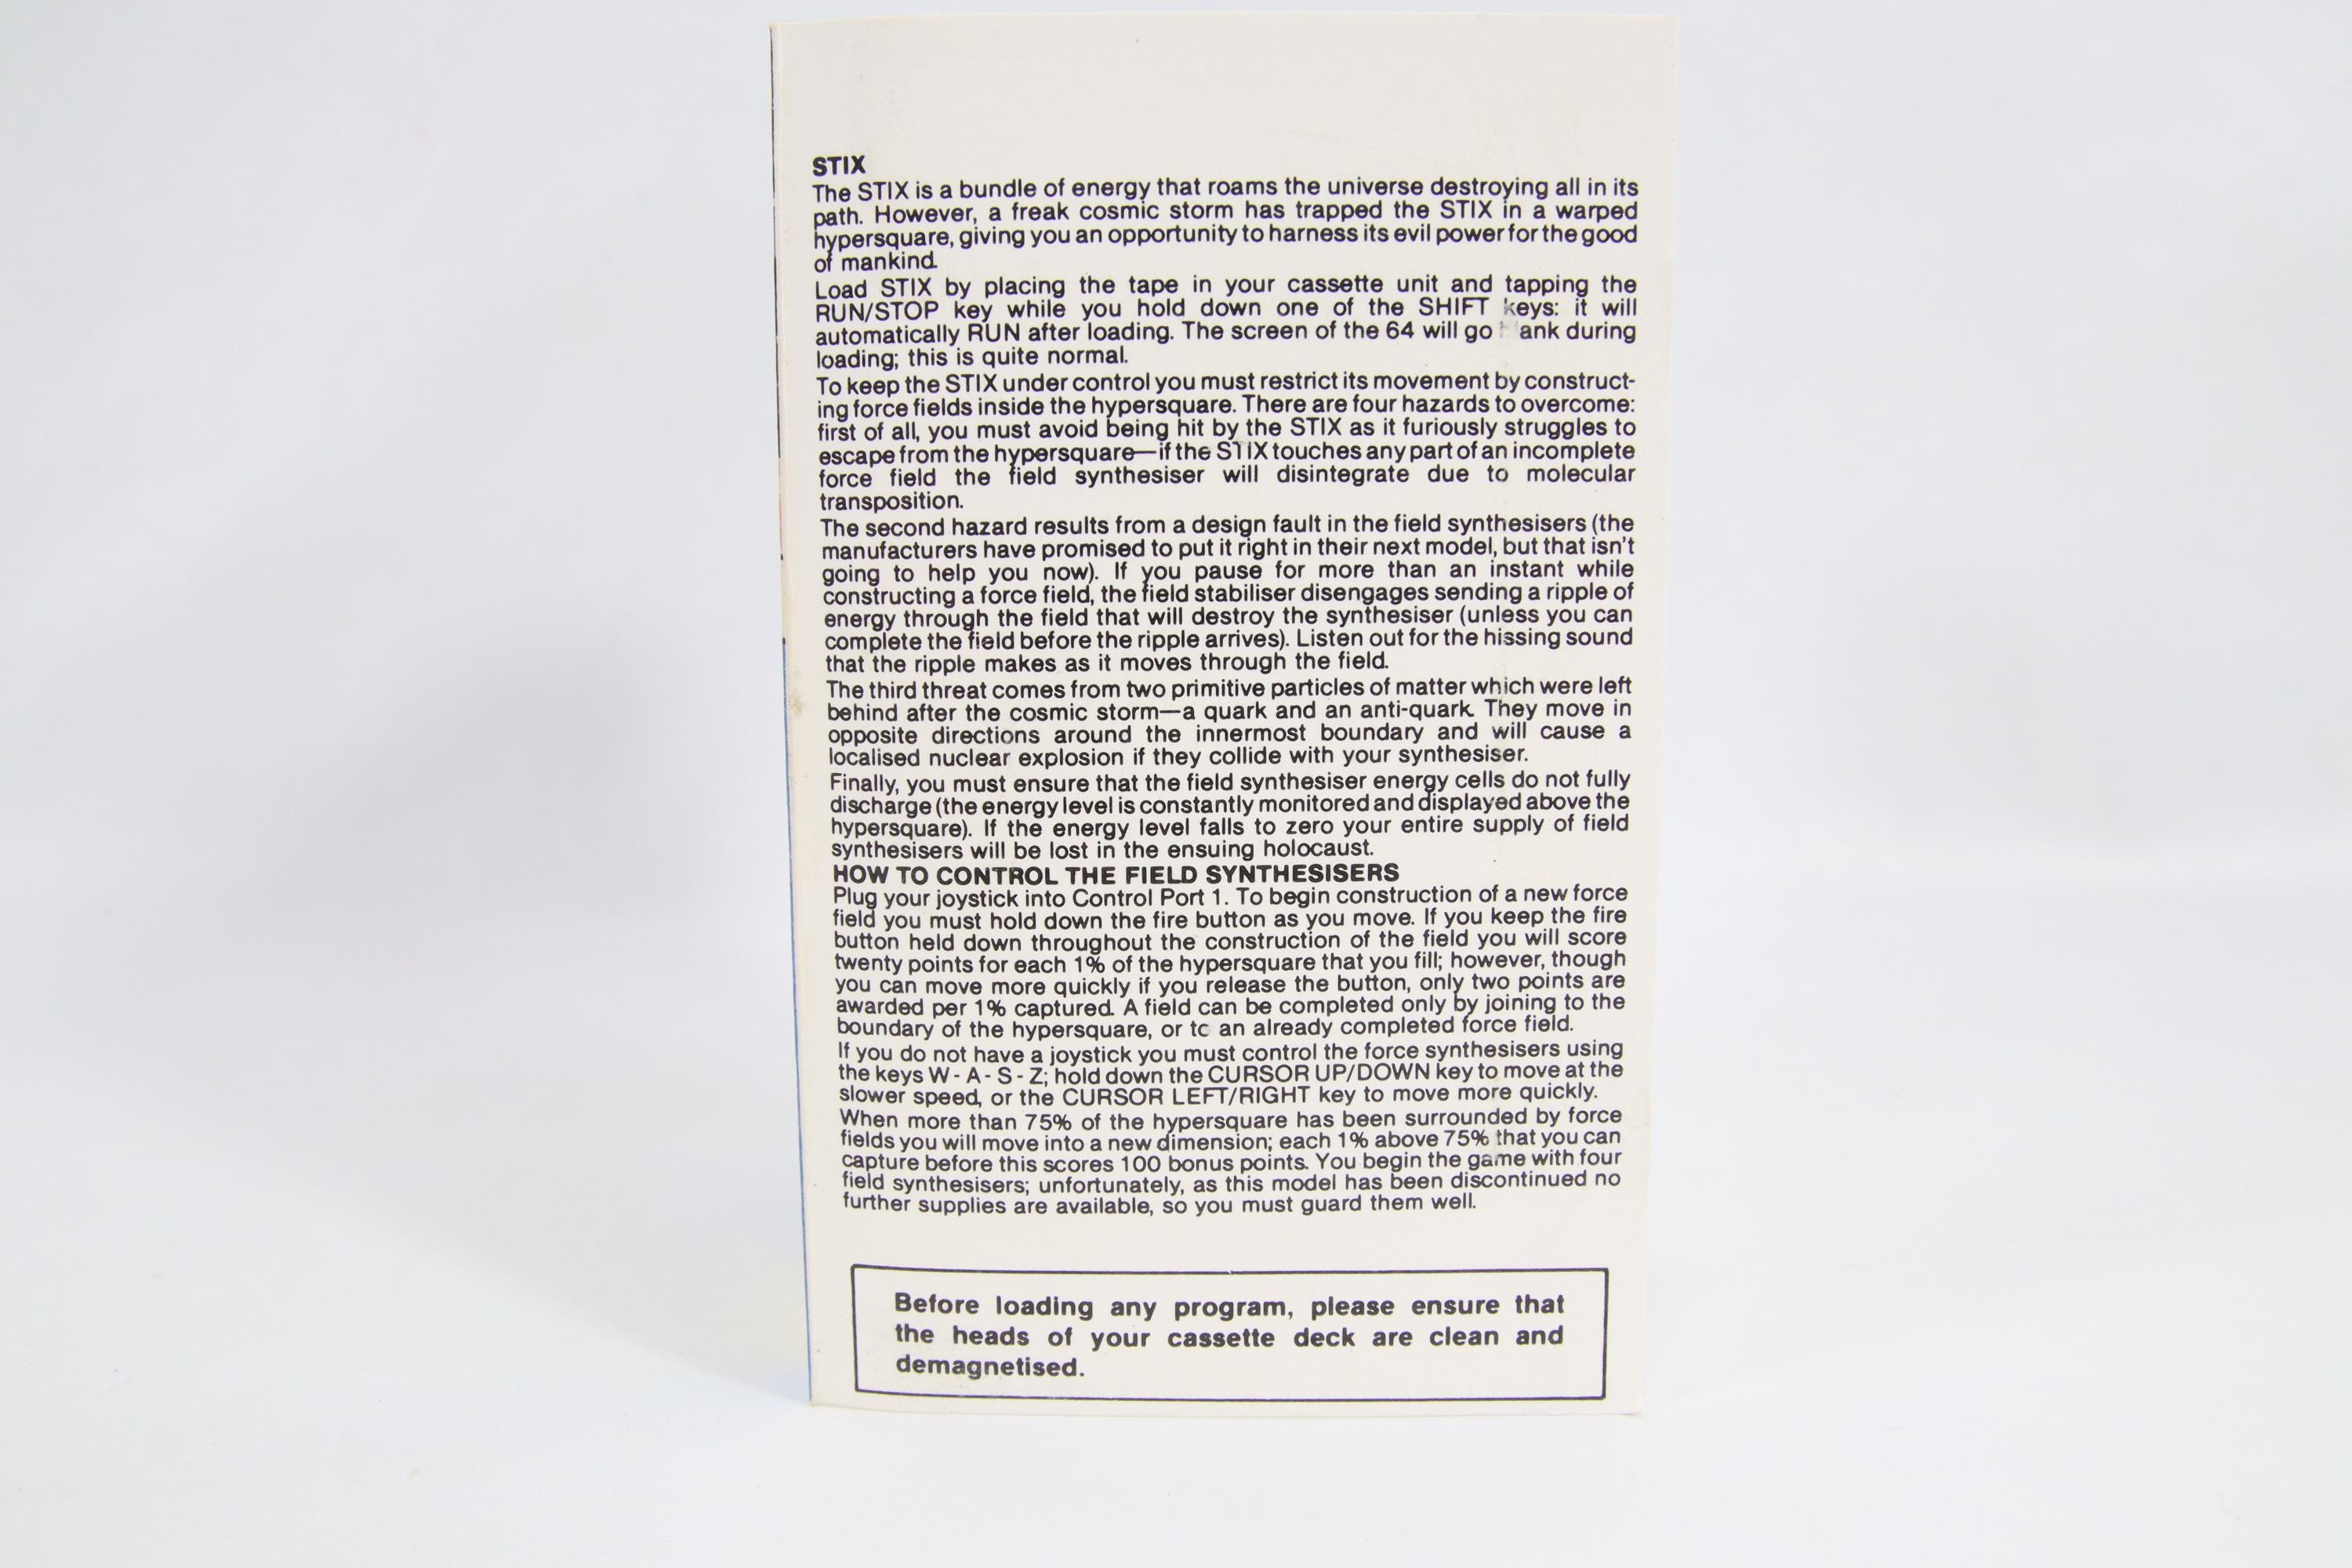 STIX
The STIX is a bundle of energy that roams the universe destroying all in its
path. However, a freak cosmic storm has trapped the STIX in a warped
hypersquare, giving you an opportunity to harness its evil power for the good
of mankind.
Load STIX by placing the tape in your cassette unit and tapping the
RUN/STOP key while you hold down one of the SHIFT keys: it will
automatically RUN after loading. The screen of the 64 will go blank during
loading; this is quite normal.
To keep the STIX under control you must restrict its movement by construct-
ing force fields inside the hypersquare. There are four hazards to overcome:
first of all, you must avoid being hit by the STIX as it furiously struggles to
escape from the hypersquare—if the STIX touches any part of an incomplete
force field the field synthesiser will disintegrate due to molecular
transposition.
The second hazard results from a design fault in the field synthesisers (the
manufacturers have promised to put it right in their next model, but that isn't
going to help you now). If you pause for more than an instant while
constructing a force field, the field stabiliser disengages sending a ripple of
energy through the field that will destroy the synthesiser (unless you can
complete the field before the ripple arrives). Listen out for the hissing sound
that the ripple makes as it moves through the field.
The third threat comes from two primitive particles of matter which were left
behind after the cosmic storm—a quark and an anti-quark. They move in
opposite directions around the innermost boundary and will cause a
localised nuclear explosion if they collide with your synthesiser.
Finally, you must ensure that the field synthesiser energy cells do not fully
discharge (the energy level is constantly monitored and displayed above the
hypersquare). If the energy level falls to zero your entire supply of field
synthesisers will be lost in the ensuing holocaust.
HOW TO CONTROL THE FIELD SYNTHESISERS
Plug your joystick into Control Port 1. To begin construction of a new force
field you must hold down the fire button as you move. If you keep the fire
button held down throughout the construction of the field you will score
twenty points for each 1% of the hypersquare that you fill; however, though
you can move more quickly if you release the button, only two points are
awarded per 1% captured. A field can be completed only by joining to the
boundary of the hypersquare, or to an already completed force field.
If you do not have a joystick you must control the force synthesisers using
the keys W - A - S - Z; hold down the CURSOR UP/DOWN key to move at the
slower speed, or the CURSOR LEFT/RIGHT key to move more quickly.
When more than 75% of the hypersquare has been surrounded by force
fields you will move into a new dimension; each 1% above 75% that you can
capture before this scores 100 bonus points. You begin the game with four
field synthesisers; unfortunately, as this model has been discontinued no
further supplies are available, so you must guard them well.
Before loading any program, please ensure that
the heads of your cassette deck are clean and
demagnetised.